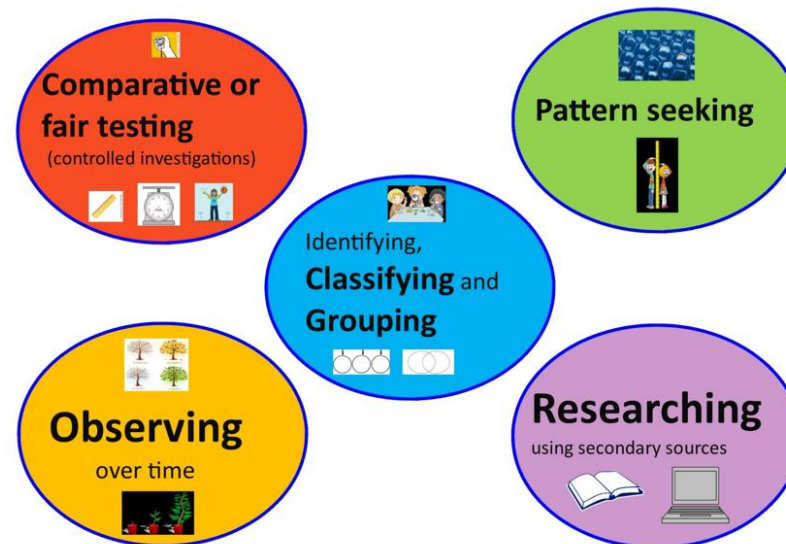 Comparative or
fair testing
(controlled investigations)
Pattern seeking
Identifying,
Classifying and
Grouping
Observing
over time
Researching
using secondary sources